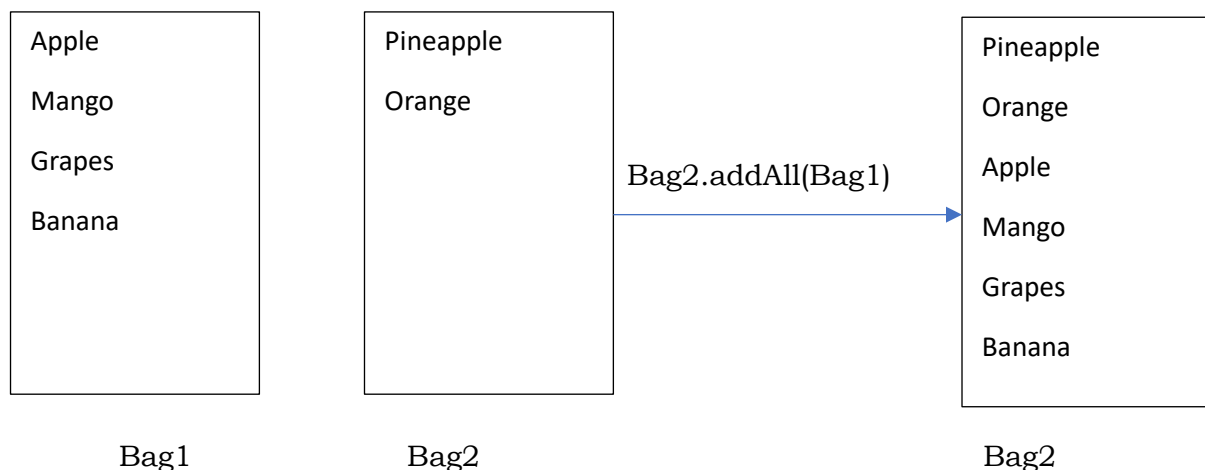 Apple
Mango
Grapes
Banana
Pineapple
Orange
Bag2.addAll(Bag1)
Pineapple
Orange
Apple
Mango
Grapes
Banana
Bag1
Bag2
Bag2